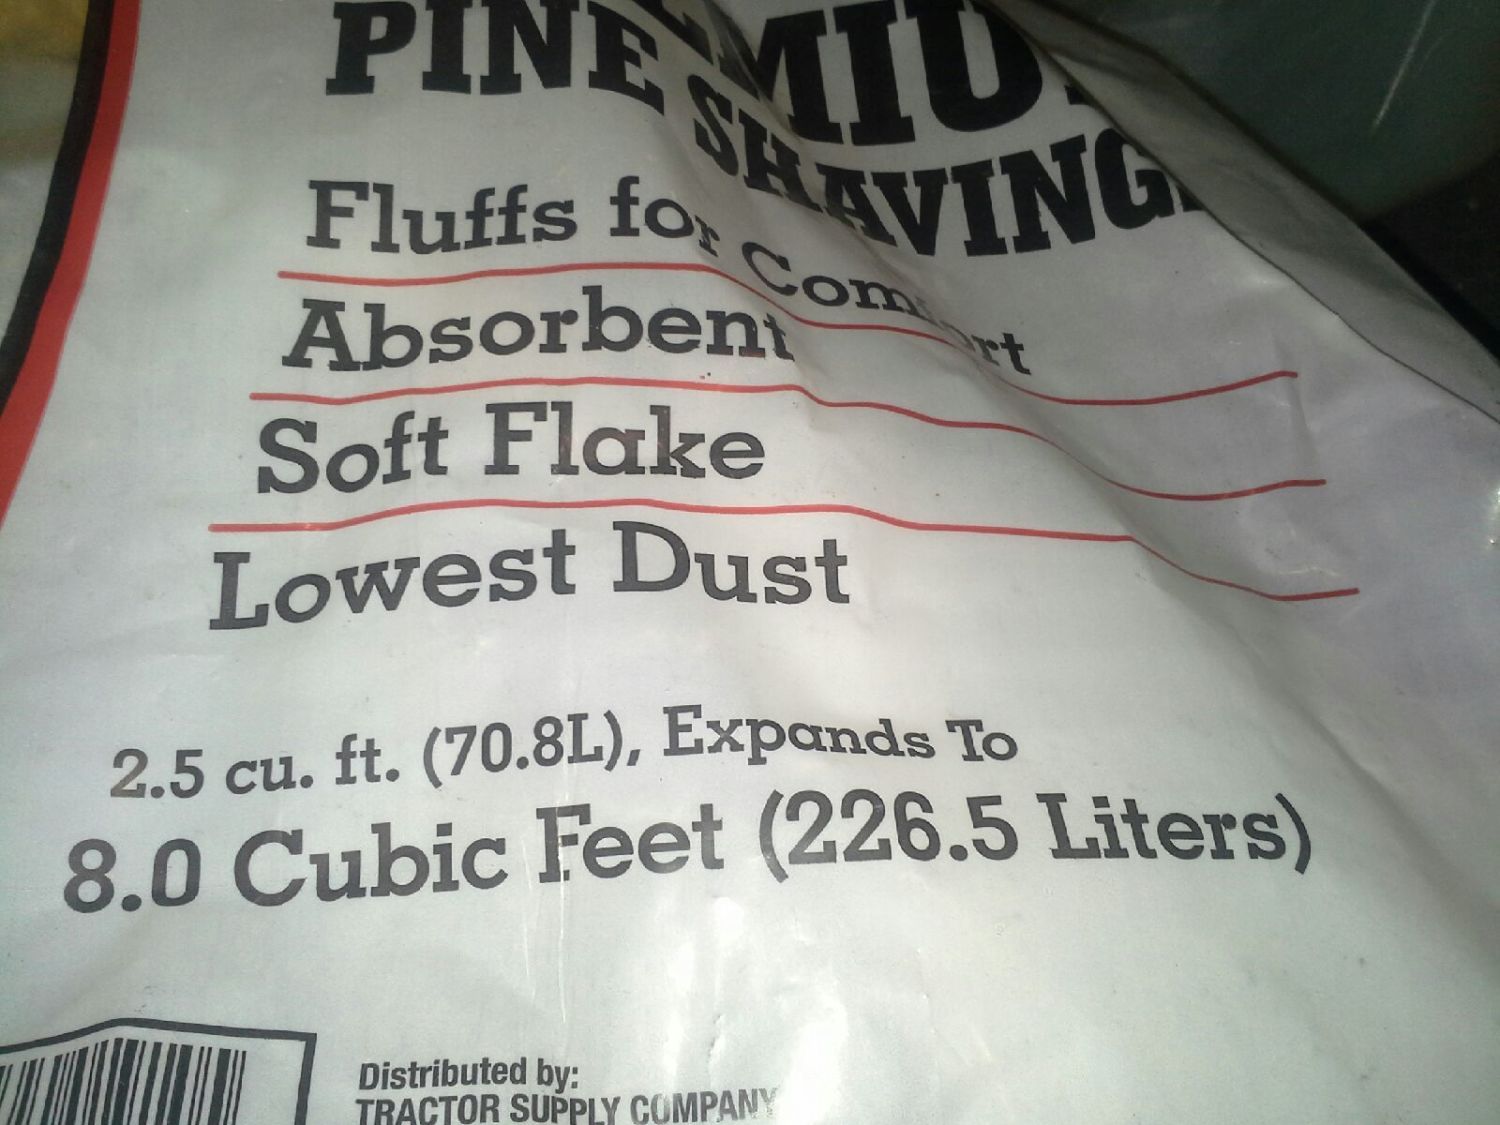 PINE SHAVING
Fluffs for Comfort
Absorbent
Soft Flake
Lowest Dust
2.5 cu. ft. (70.8L), Expands To
8.0 Cubic Feet (226.5 Liters)
Distributed by:
TRACTOR SUPPLY COMPANY